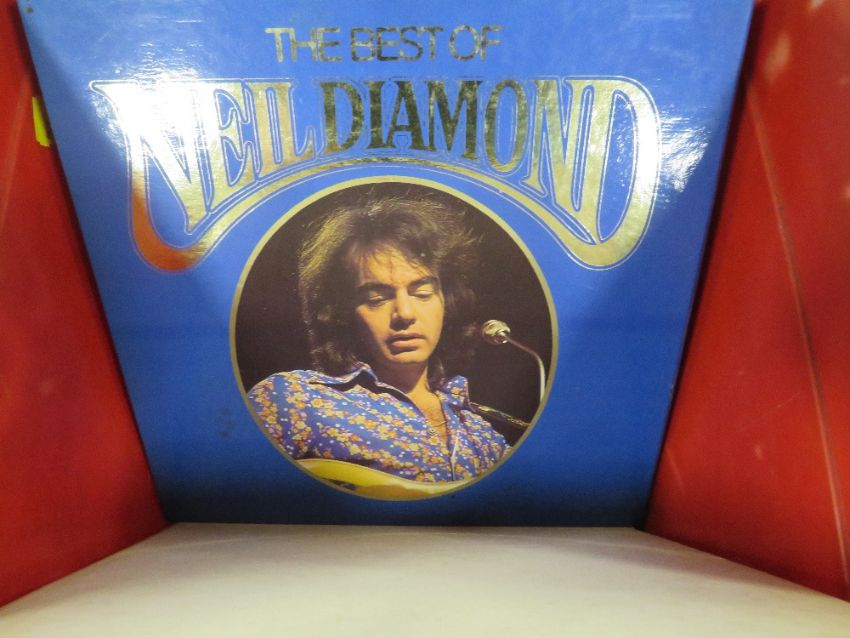 THE BEST OF
NEIL DIAMOND